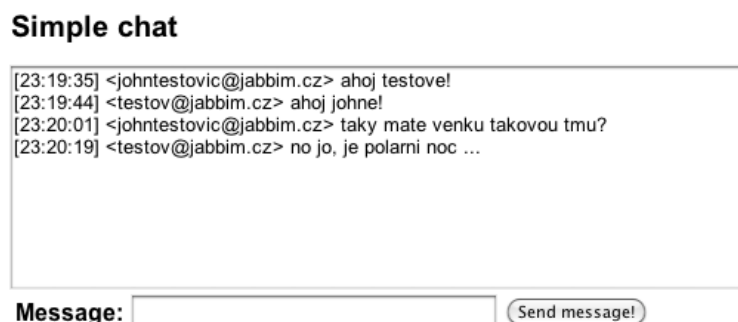 Simple chat
[23:19:35] <johntestovic@jabbim.cz> ahoj testove!
[23:19:44] <testov@jabbim.cz> ahoj johne!
[23:20:01] <johntestovic@jabbim.cz> taky mate venku takovou tmu?
[23:20:19] <testov@jabbim.cz> no jo, je polarni noc ...
Message: Send message!